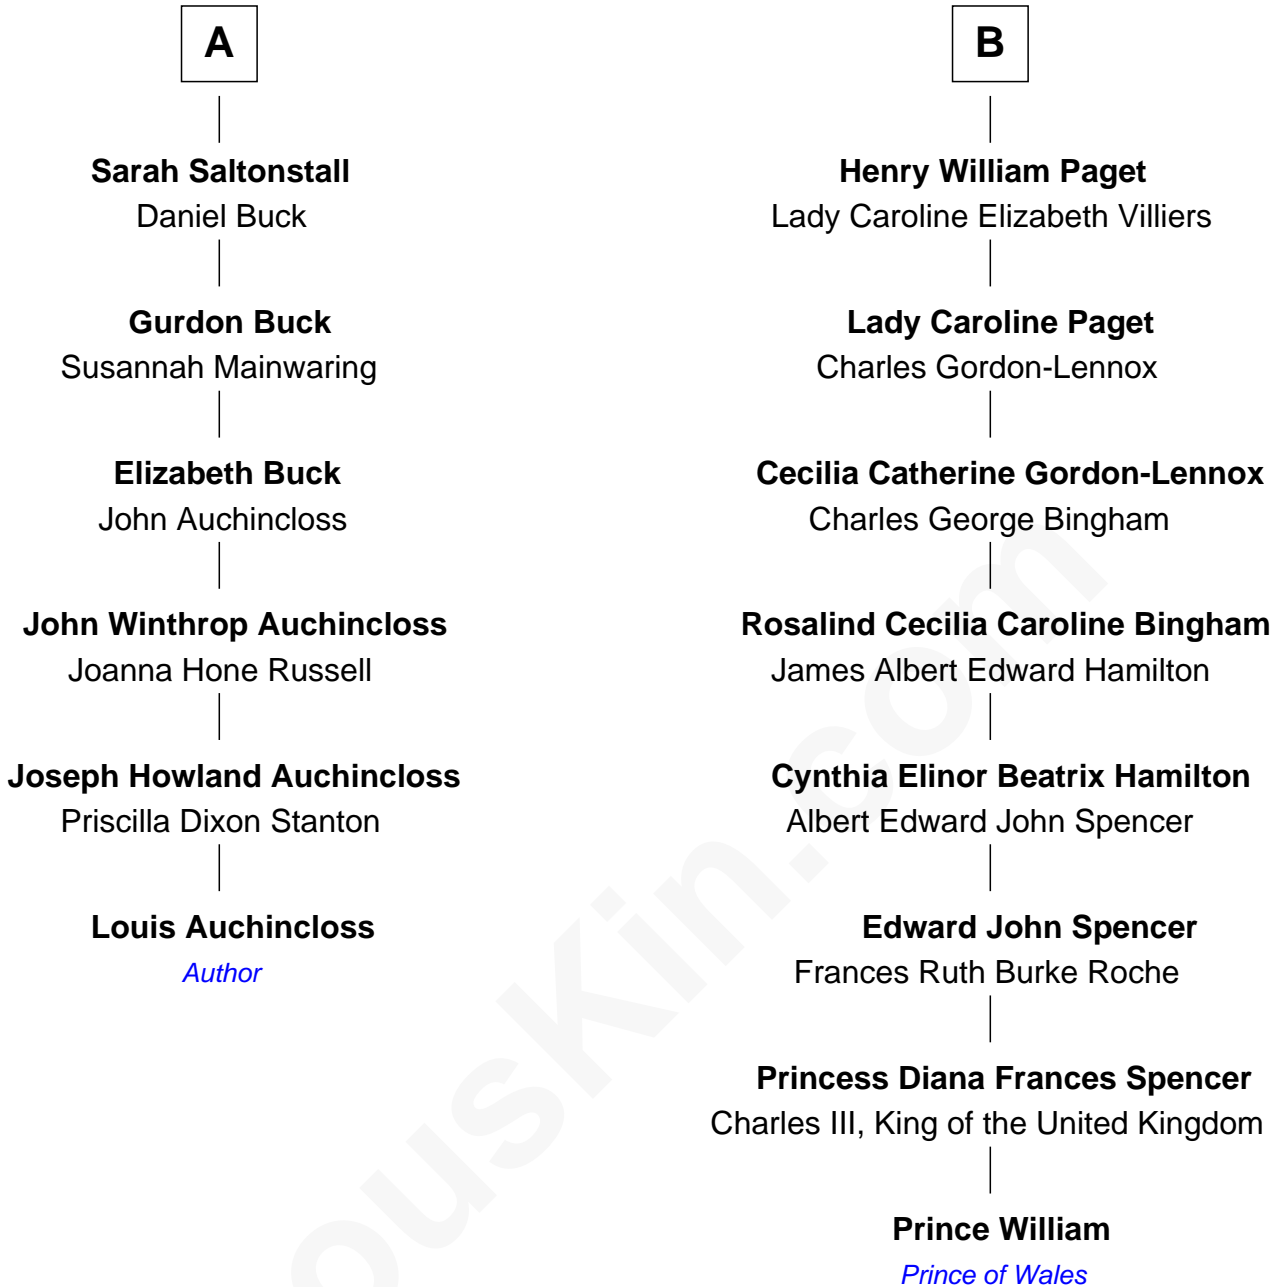 A
Sarah Saltonstall
Daniel Buck
Gurdon Buck
Susannah Mainwaring
Elizabeth Buck
John Auchincloss
John Winthrop Auchincloss
Joanna Hone Russell
Joseph Howland Auchincloss
Priscilla Dixon Stanton
Louis Auchincloss
Author
B
Henry William Paget
Lady Caroline Elizabeth Villiers
Lady Caroline Paget
Charles Gordon-Lennox
Cecilia Catherine Gordon-Lennox
Charles George Bingham
Rosalind Cecilia Caroline Bingham
James Albert Edward Hamilton
Cynthia Elinor Beatrix Hamilton
Albert Edward John Spencer
Edward John Spencer
Frances Ruth Burke Roche
Princess Diana Frances Spencer
Charles III, King of the United Kingdom
Prince William
Prince of Wales
ousKin.com